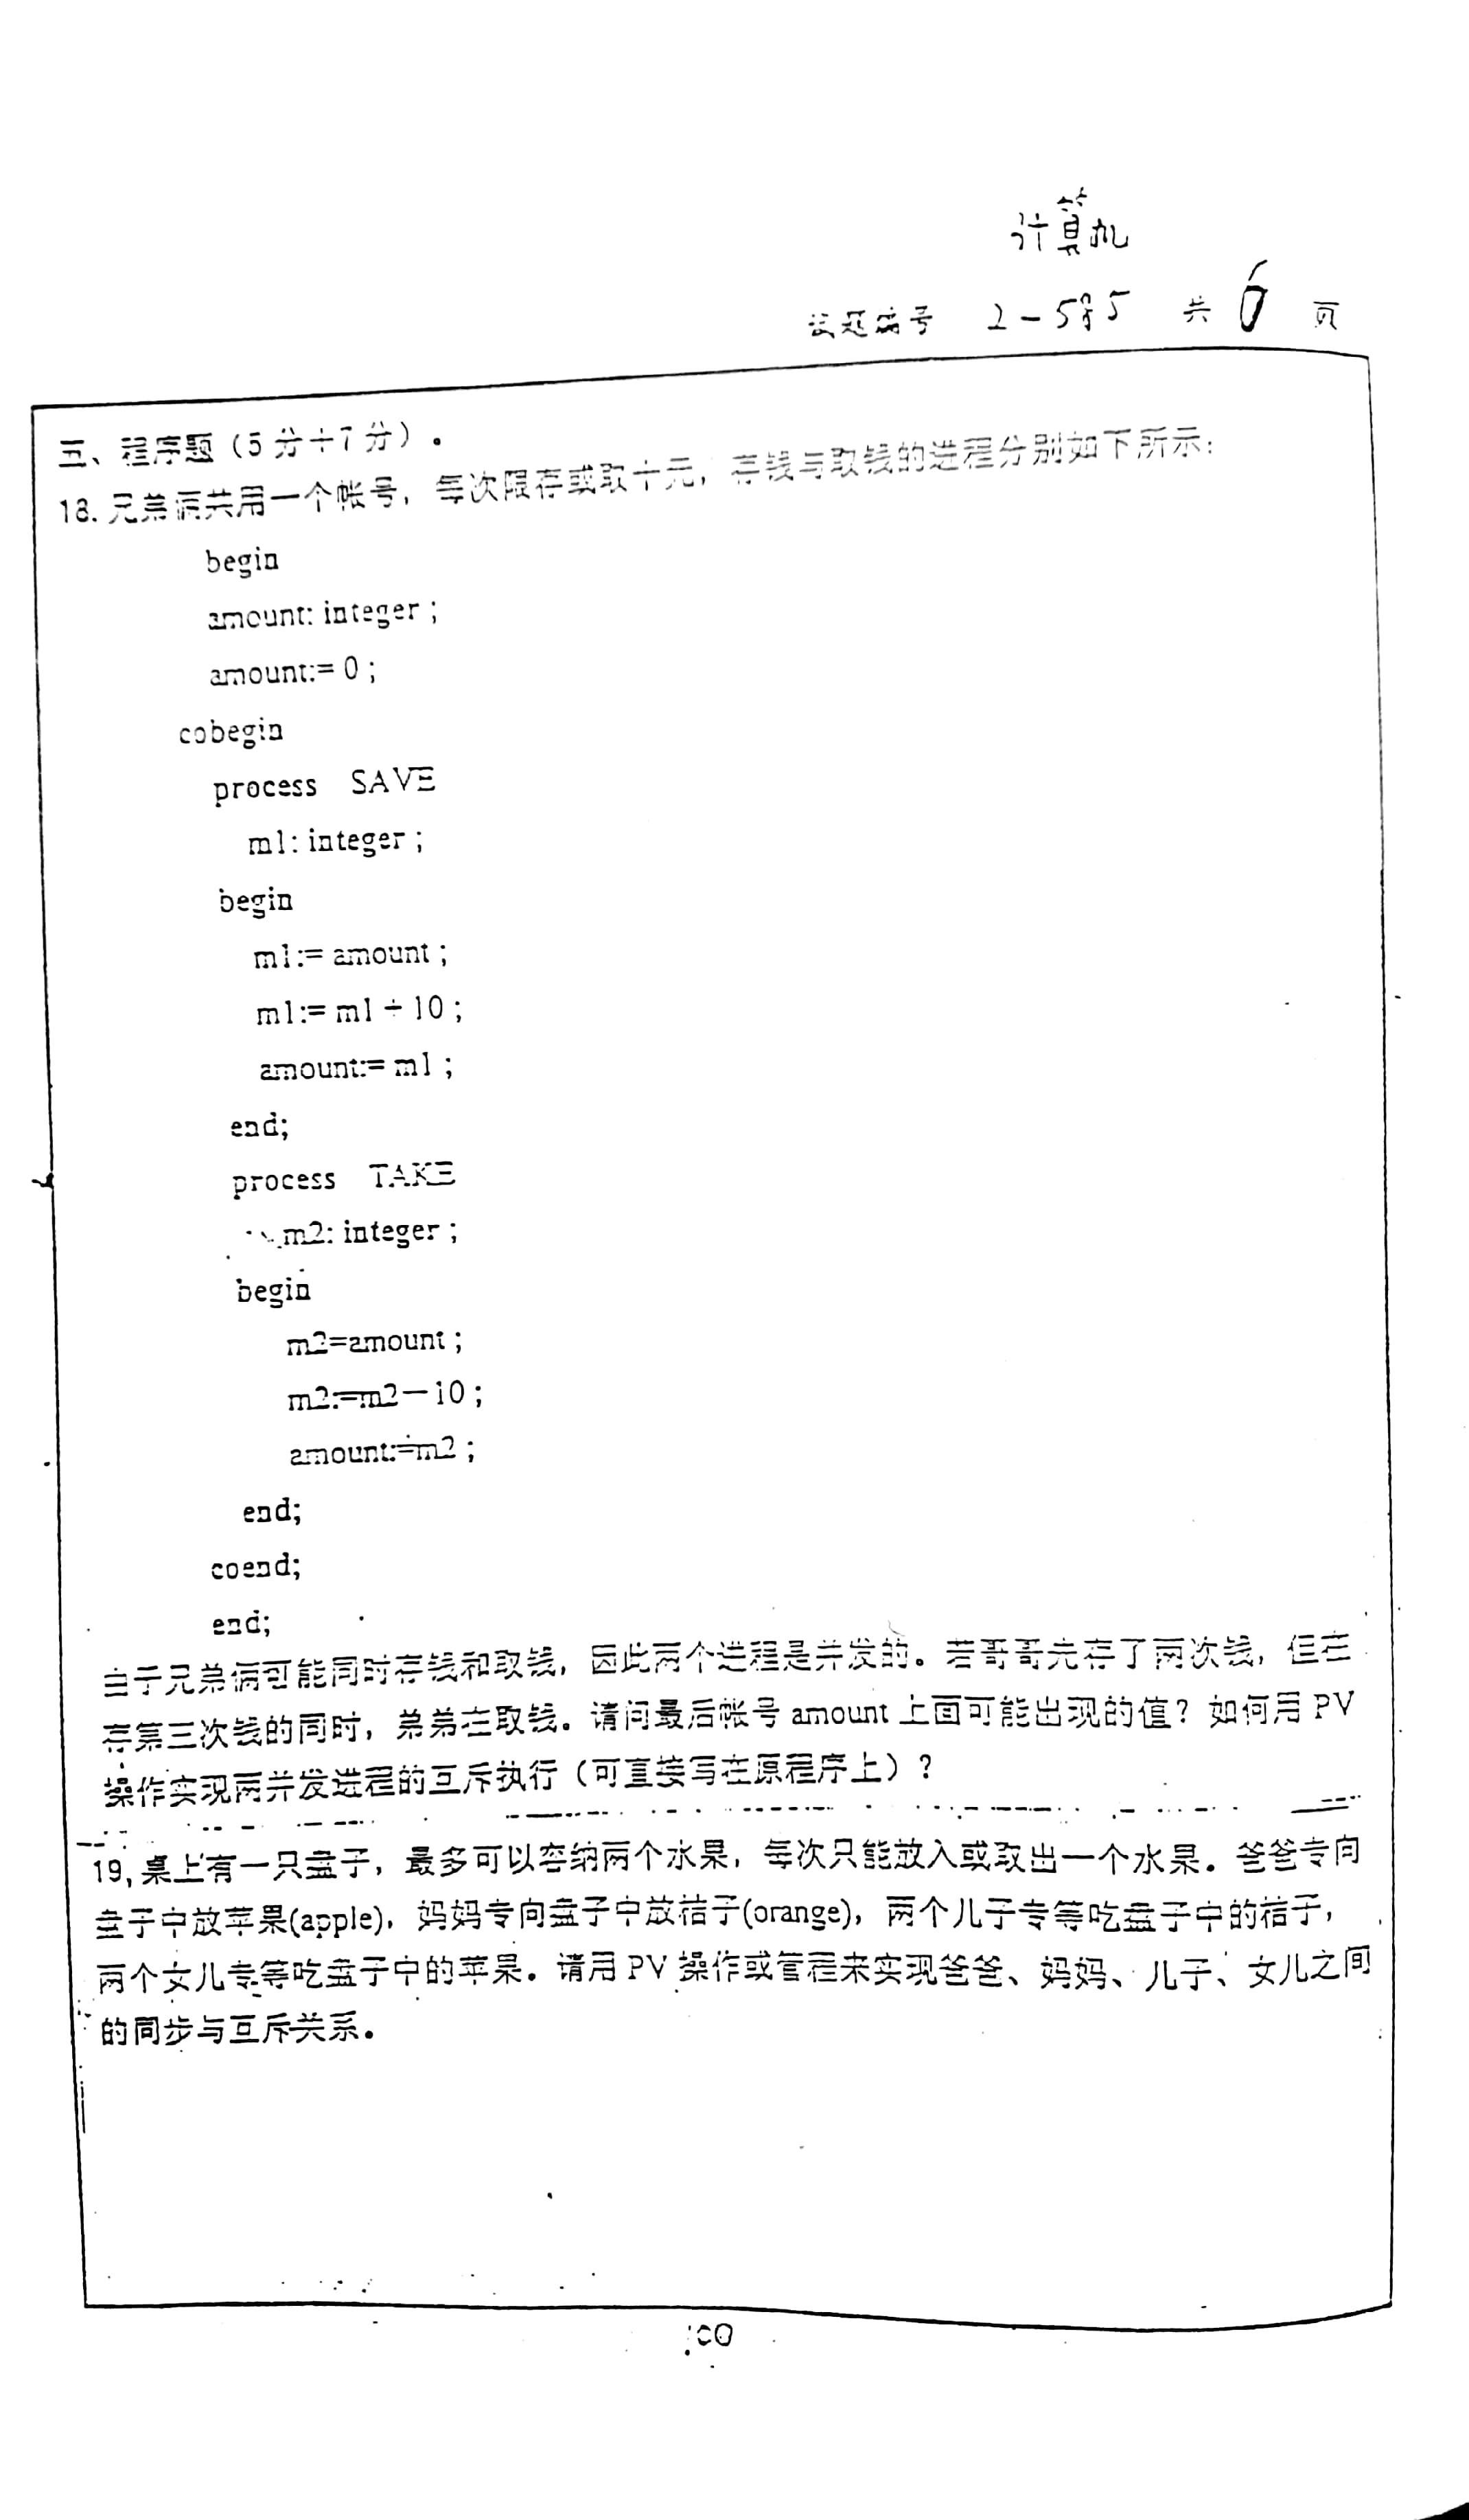 计算机
试题编号 2-585 共 6 页
三、程序题（5分+7分）。
18.兄弟俩共用一个帐号，每次限存或取十元，存钱与取钱的进程分别如下所示：
begin
amount: integer ;
amount:= 0 ;
cobegin
process SAVE
m1: integer ;
begin
m1:= amount ;
m1:= m1 + 10 ;
amount:= m1 ;
end;
process TAKE
m2: integer ;
begin
m2=amount ;
m2:=m2－10 ;
amount:=m2 ;
end;
coend;
end;
由于兄弟俩可能同时存钱和取钱，因此两个进程是并发的。若哥哥先存了两次钱，但在
存第三次钱的同时，弟弟在取钱。请问最后帐号 amount 上面可能出现的值？如何用 PV
操作实现两并发进程的互斥执行（可直接写在原程序上）？
19,桌上有一只盘子，最多可以容纳两个水果，每次只能放入或取出一个水果。爸爸专向
盘子中放苹果(apple)，妈妈专向盘子中放桔子(orange)，两个儿子专等吃盘子中的桔子，
两个女儿专等吃盘子中的苹果。请用 PV 操作或管程来实现爸爸、妈妈、儿子、女儿之间
的同步与互斥关系。